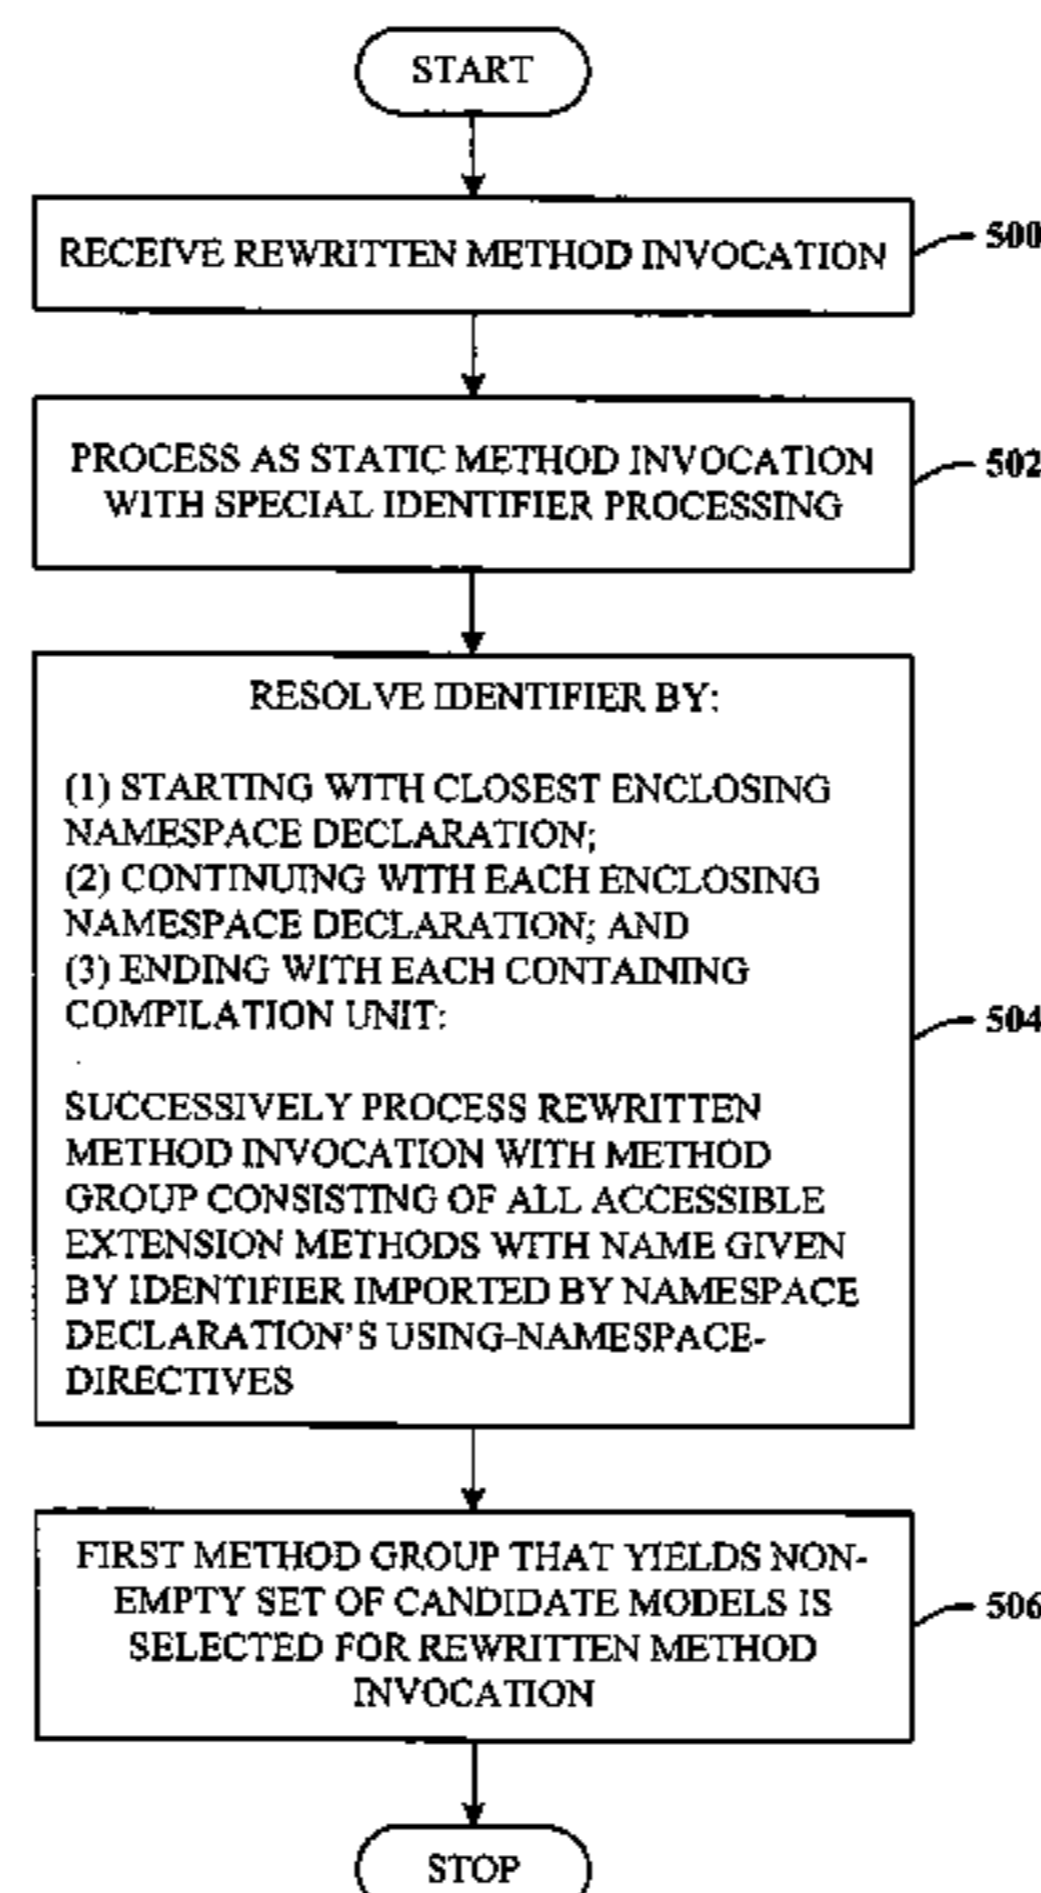 START
RECEIVE REWRITTEN METHOD INVOCATION
500
PROCESS AS STATIC METHOD INVOCATION
WITH SPECIAL IDENTIFIER PROCESSING
502
RESOLVE IDENTIFIER BY:
(1) STARTING WITH CLOSEST ENCLOSING
NAMESPACE DECLARATION;
(2) CONTINUING WITH EACH ENCLOSING
NAMESPACE DECLARATION; AND
(3) ENDING WITH EACH CONTAINING
COMPILATION UNIT:
SUCCESSIVELY PROCESS REWRITTEN
METHOD INVOCATION WITH METHOD
GROUP CONSISTING OF ALL ACCESSIBLE
EXTENSION METHODS WITH NAME GIVEN
BY IDENTIFIER IMPORTED BY NAMESPACE
DECLARATION'S USING-NAMESPACE-
DIRECTIVES
504
FIRST METHOD GROUP THAT YIELDS NON-
EMPTY SET OF CANDIDATE MODELS IS
SELECTED FOR REWRITTEN METHOD
INVOCATION
506
STOP